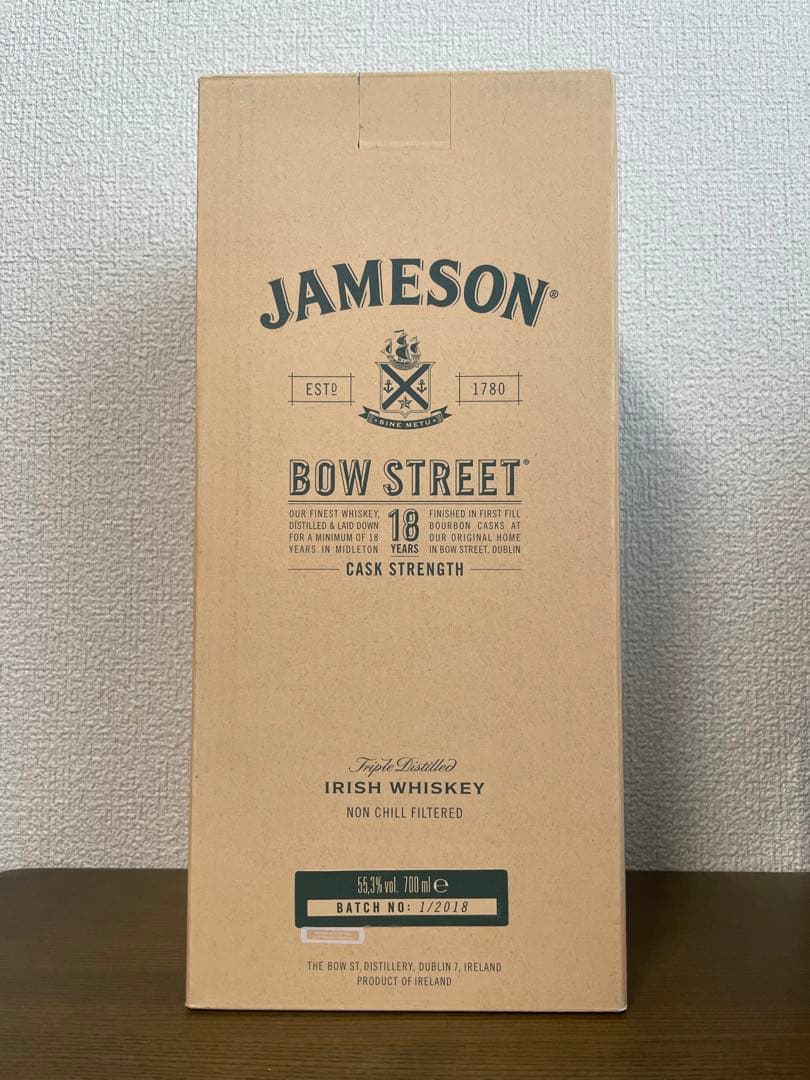 JAMESON®
ESTD 1780
SINE METU
BOW STREET®
OUR FINEST WHISKEY,
DISTILLED & LAID DOWN
FOR A MINIMUM OF 18
YEARS IN MIDLETON
18
YEARS
FINISHED IN FIRST FILL
BOURBON CASKS AT
OUR ORIGINAL HOME
IN BOW STREET, DUBLIN
CASK STRENGTH
Triple Distilled
IRISH WHISKEY
NON CHILL FILTERED
55,3% vol. 700 ml ℮
BATCH NO: 1/2018
THE BOW ST. DISTILLERY, DUBLIN 7, IRELAND
PRODUCT OF IRELAND